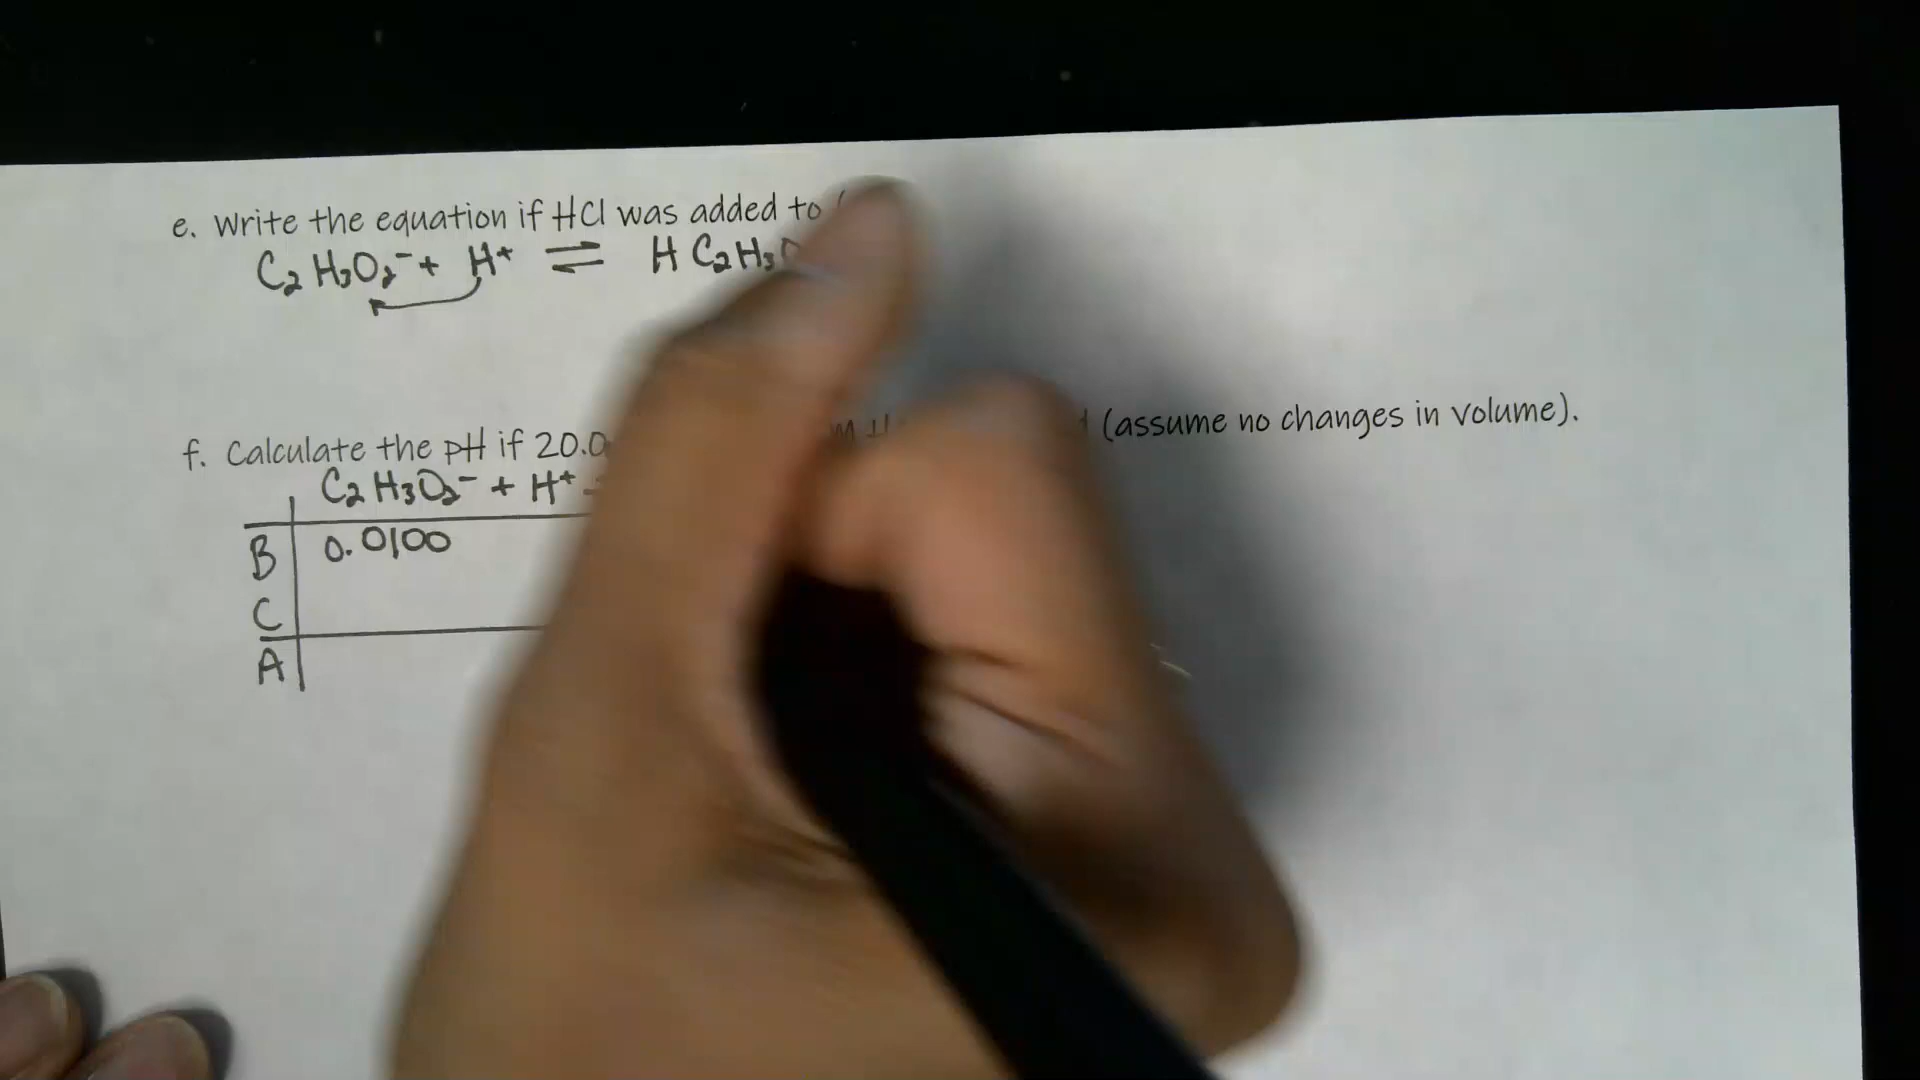 e. Write the equation if HCl was added to (
C₂H₃O₂⁻ + H⁺ ⇌ HC₂H₃O
f. Calculate the pH if 20.0 M (assume no changes in volume).
C₂H₃O₂⁻ + H⁺
B 0.0100
C
A